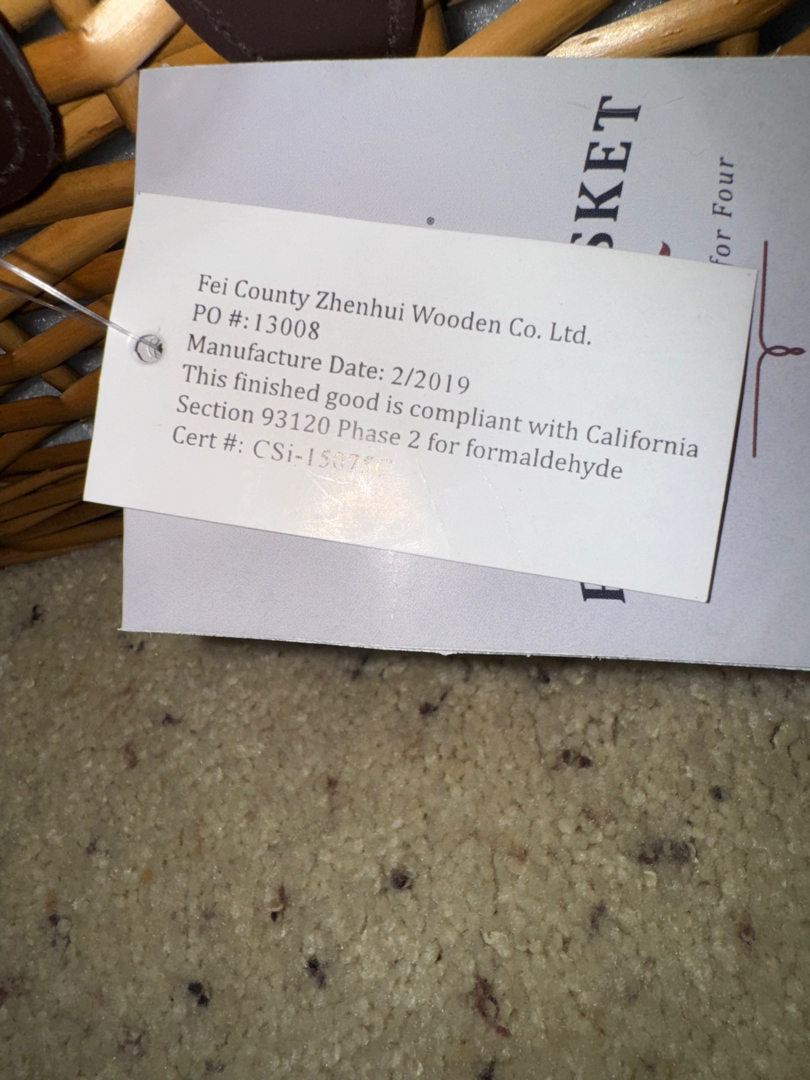 Fei County Zhenhui Wooden Co. Ltd.
PO #:13008
Manufacture Date: 2/2019
This finished good is compliant with California
Section 93120 Phase 2 for formaldehyde
Cert #:
SKET
for Four